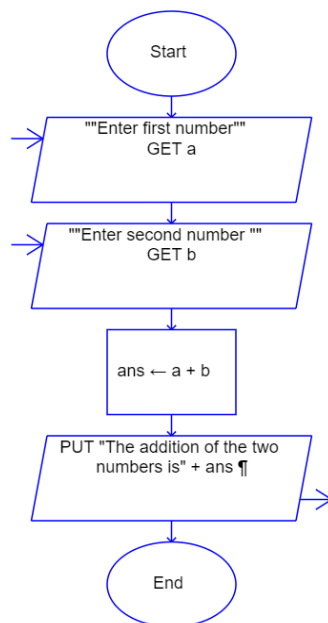 Start
""Enter first number""
GET a
""Enter second number ""
GET b
ans ← a + b
PUT "The addition of the two
numbers is" + ans ¶
End